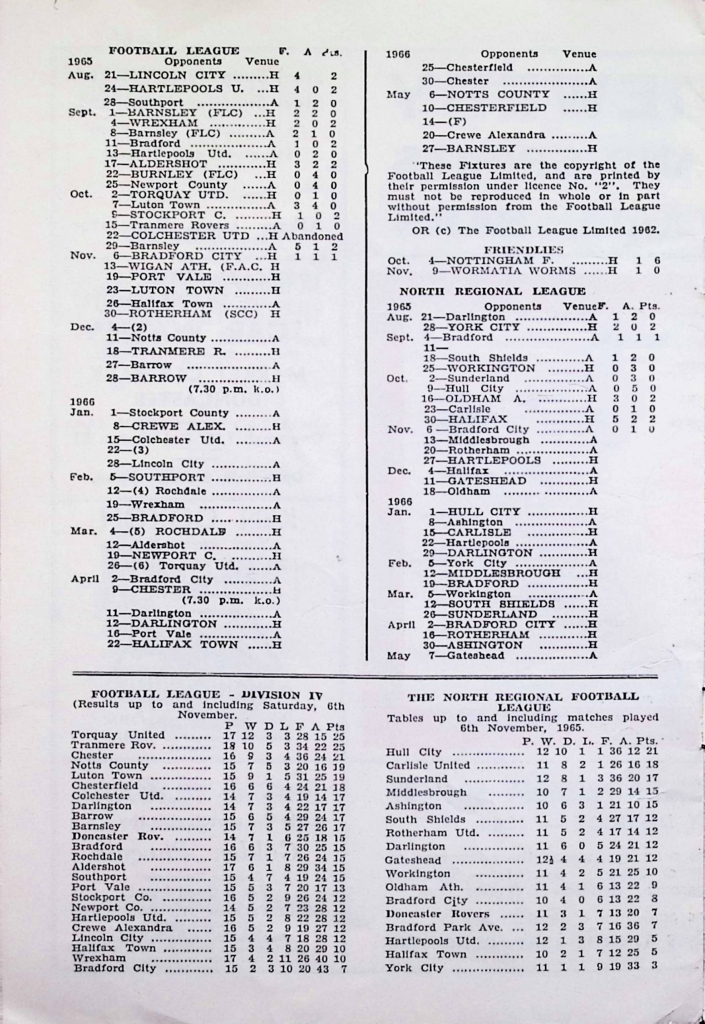 FOOTBALL LEAGUE F. A Pts.
1965 Opponents Venue
Aug. 21—LINCOLN CITY .........H 4 2
24—HARTLEPOOLS U. ...H 4 0 2
28—Southport ..................A 1 2 0
Sept. 1—BARNSLEY (FLC) ...H 2 2 0
4—WREXHAM ...............H 2 0 2
8—Barnsley (FLC) .........A 2 1 0
11—Bradford ..................A 1 0 2
13—Hartlepools Utd. ......A 0 2 0
17—ALDERSHOT ............H 3 2 2
22—BURNLEY (FLC) ...H 0 4 0
25—Newport County ......A 0 4 0
Oct. 2—TORQUAY UTD. ......H 0 1 0
7—Luton Town ...............A 3 4 0
9—STOCKPORT C. .........H 1 0 2
15—Tranmere Rovers ......A 0 1 0
22—COLCHESTER UTD ...H Abandoned
29—Barnsley ..................A 5 1 2
Nov. 6—BRADFORD CITY ...H 1 1 1
13—WIGAN ATH. (F.A.C. H
19—PORT VALE ............H
23—LUTON TOWN .........H
26—Halifax Town ............A
30—ROTHERHAM (SCC) H
Dec. 4—(2)
11—Notts County ............A
18—TRANMERE R. .........H
27—Barrow .....................A
28—BARROW ..................H
(7.30 p.m. k.o.)
1966
Jan. 1—Stockport County ......A
8—CREWE ALEX. .........H
15—Colchester Utd. .........A
22—(3)
28—Lincoln City ...............A
Feb. 5—SOUTHPORT ............H
12—(4) Rochdale ............A
19—Wrexham ..................A
25—BRADFORD ...............H
Mar. 4—(5) ROCHDALE .........H
12—Aldershot ..................A
19—NEWPORT C. ............H
26—(6) Torquay Utd. ......A
April 2—Bradford City ............A
9—CHESTER ..................H
(7.30 p.m. k.o.)
11—Darlington ..................A
12—DARLINGTON ............H
16—Port Vale ..................A
22—HALIFAX TOWN ......H
1966 Opponents Venue
25—Chesterfield ...............A
30—Chester .....................A
May 6—NOTTS COUNTY ......H
10—CHESTERFIELD ......H
14—(F)
20—Crewe Alexandra .........A
27—BARNSLEY ...............H
"These Fixtures are the copyright of the
Football League Limited, and are printed by
their permission under licence No. "2". They
must not be reproduced in whole or in part
without permission from the Football League
Limited."
OR (c) The Football League Limited 1962.
FRIENDLIES
Oct. 4—NOTTINGHAM F. .........H 1 6
Nov. 9—WORMATIA WORMS ......H 1 0
NORTH REGIONAL LEAGUE
1965 Opponents Venue F. A. Pts.
Aug. 21—Darlington ..................A 1 2 0
28—YORK CITY ...............H 2 0 2
Sept. 4—Bradford .....................A 1 1 1
11—
18—South Shields ............A 1 2 0
25—WORKINGTON .........H 0 3 0
Oct. 2—Sunderland ...............A 0 3 0
9—Hull City ..................A 0 5 0
16—OLDHAM A. ............H 3 0 2
23—Carlisle .....................A 0 1 0
30—HALIFAX ..................H 5 2 2
Nov. 6—Bradford City ............A 0 1 0
13—Middlesbrough .........A
20—Rotherham ...............A
27—HARTLEPOOLS .........H
Dec. 4—Halifax .....................A
11—GATESHEAD ............H
18—Oldham .....................A
1966
Jan. 1—HULL CITY ...............H
8—Ashington ..................A
15—CARLISLE ..................H
22—Hartlepools ...............A
29—DARLINGTON ............H
Feb. 5—York City ..................A
12—MIDDLESBROUGH ...H
19—BRADFORD ...............H
Mar. 5—Workington ...............A
12—SOUTH SHIELDS ......H
26—SUNDERLAND .........H
April 2—BRADFORD CITY ......H
16—ROTHERHAM ............H
30—ASHINGTON ............H
May 7—Gateshead ..................A
FOOTBALL LEAGUE - DIVISION IV
(Results up to and including Saturday, 6th
November.
P W D L F A Pts
Torquay United ......... 17 12 3 3 28 15 25
Tranmere Rov. ............ 18 10 5 3 34 22 25
Chester ..................... 16 9 3 4 36 24 21
Notts County ............ 15 7 5 3 20 16 19
Luton Town ............... 15 9 1 5 31 25 19
Chesterfield ............... 16 6 6 4 24 21 18
Colchester Utd. ......... 14 7 3 4 19 14 17
Darlington .................. 14 7 3 4 22 17 17
Barrow ..................... 15 6 5 4 29 24 17
Barnsley .................. 15 7 3 5 27 26 17
Doncaster Rov. ......... 14 7 1 6 25 18 15
Bradford .................. 16 6 3 7 30 25 15
Rochdale .................. 15 7 1 7 26 24 15
Aldershot .................. 17 6 1 8 29 34 15
Southport .................. 15 4 7 4 19 24 15
Port Vale .................. 15 5 3 7 20 17 13
Stockport Co. ............ 16 5 2 9 26 24 12
Newport Co. ............... 14 5 2 7 23 28 12
Hartlepools Utd. ......... 15 5 2 8 22 28 12
Crewe Alexandra ...... 16 5 2 9 19 27 12
Lincoln City ............... 15 4 4 7 18 28 12
Halifax Town ............ 15 3 4 8 20 29 10
Wrexham .................. 17 4 2 11 26 40 10
Bradford City ............ 15 2 3 10 20 43 7
THE NORTH REGIONAL FOOTBALL
LEAGUE
Tables up to and including matches played
6th November, 1965.
P. W. D. L. F. A. Pts.
Hull City .................. 12 10 1 1 36 12 21
Carlisle United ......... 11 8 2 1 26 16 18
Sunderland ............... 12 8 1 3 36 20 17
Middlesbrough ......... 10 7 1 2 29 14 15
Ashington .................. 10 6 3 1 21 10 15
South Shields ............ 11 5 2 4 27 17 12
Rotherham Utd. ......... 11 5 2 4 17 14 12
Darlington .................. 11 6 0 5 24 21 12
Gateshead .................. 12½ 4 4 4 19 21 12
Workington ............... 11 4 2 5 21 25 10
Oldham Ath. ............... 11 4 1 6 13 22 9
Bradford City ............ 10 4 0 6 13 22 8
Doncaster Rovers ...... 11 3 1 7 13 20 7
Bradford Park Ave. ... 12 2 3 7 16 36 7
Hartlepools Utd. ......... 12 1 3 8 15 29 5
Halifax Town ............ 10 2 1 7 12 25 5
York City .................. 11 1 1 9 19 33 3